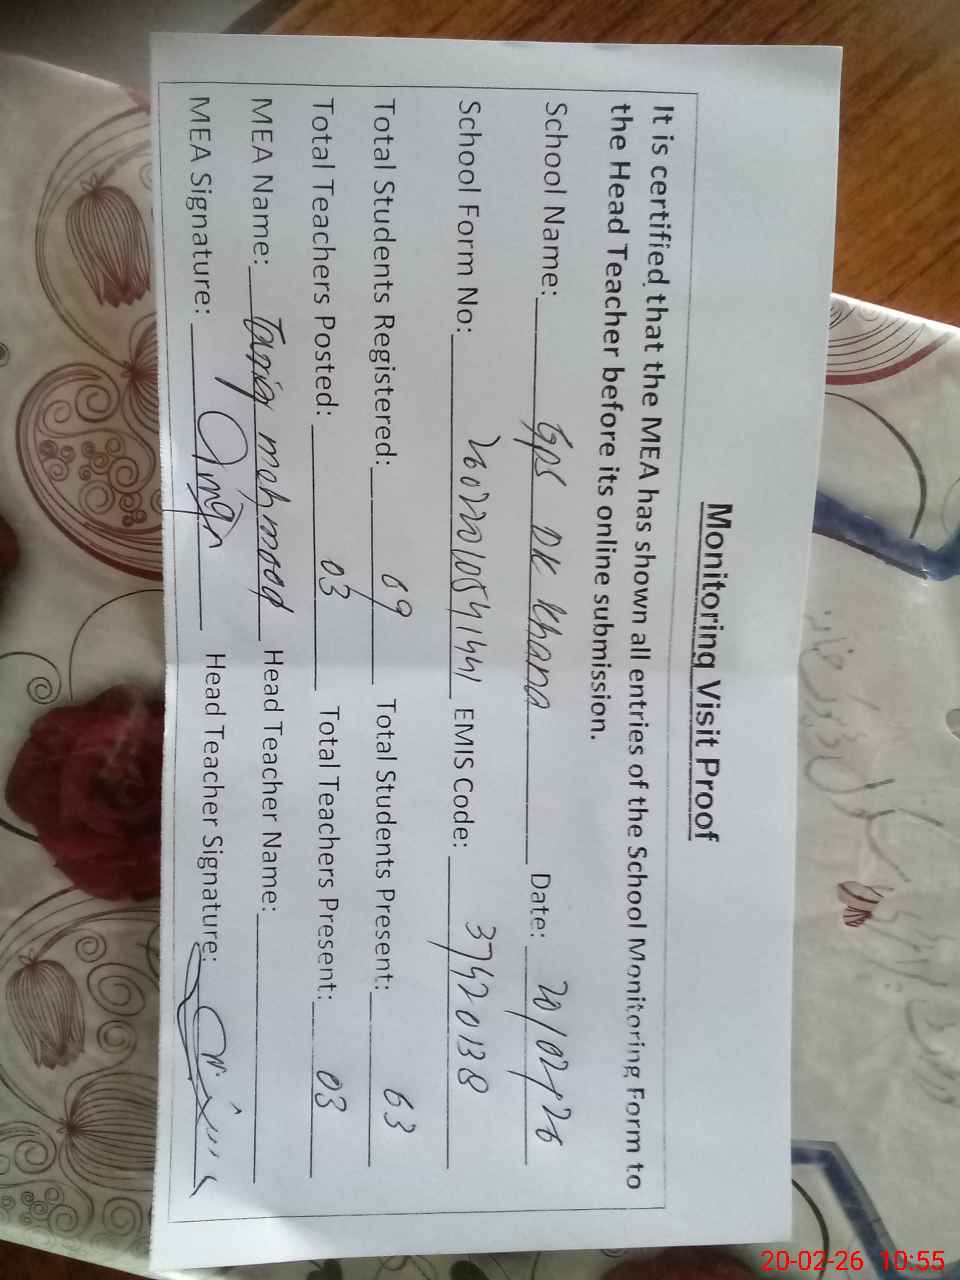 Monitoring Visit Proof
It is certified that the MEA has shown all entries of the School Monitoring Form to
the Head Teacher before its online submission.
School Name: GPS DK Khana Date: 20/02/26
School Form No: EMIS Code: 37420138
Total Students Registered: 69 Total Students Present: 63
Total Teachers Posted: 03 Total Teachers Present: 03
MEA Name: Tariq mehmood Head Teacher Name:
MEA Signature: Head Teacher Signature:
20-02-26 10:55